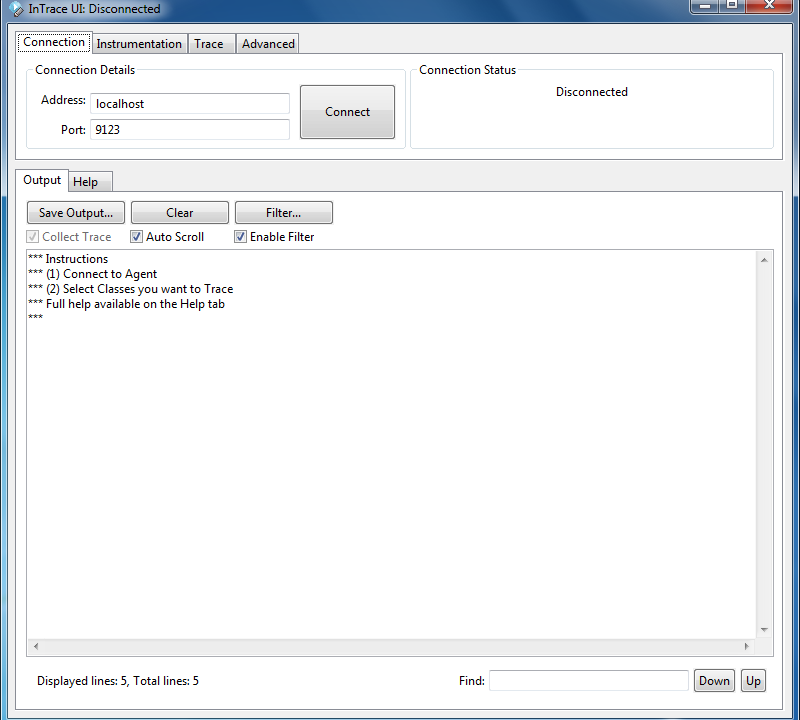 InTrace UI: Disconnected
Connection Instrumentation Trace Advanced
Connection Details
Address: localhost
Port: 9123
Connect
Connection Status
Disconnected
Output Help
Save Output... Clear Filter...
Collect Trace Auto Scroll Enable Filter
*** Instructions
*** (1) Connect to Agent
*** (2) Select Classes you want to Trace
*** Full help available on the Help tab
***
Displayed lines: 5, Total lines: 5 Find: Down Up